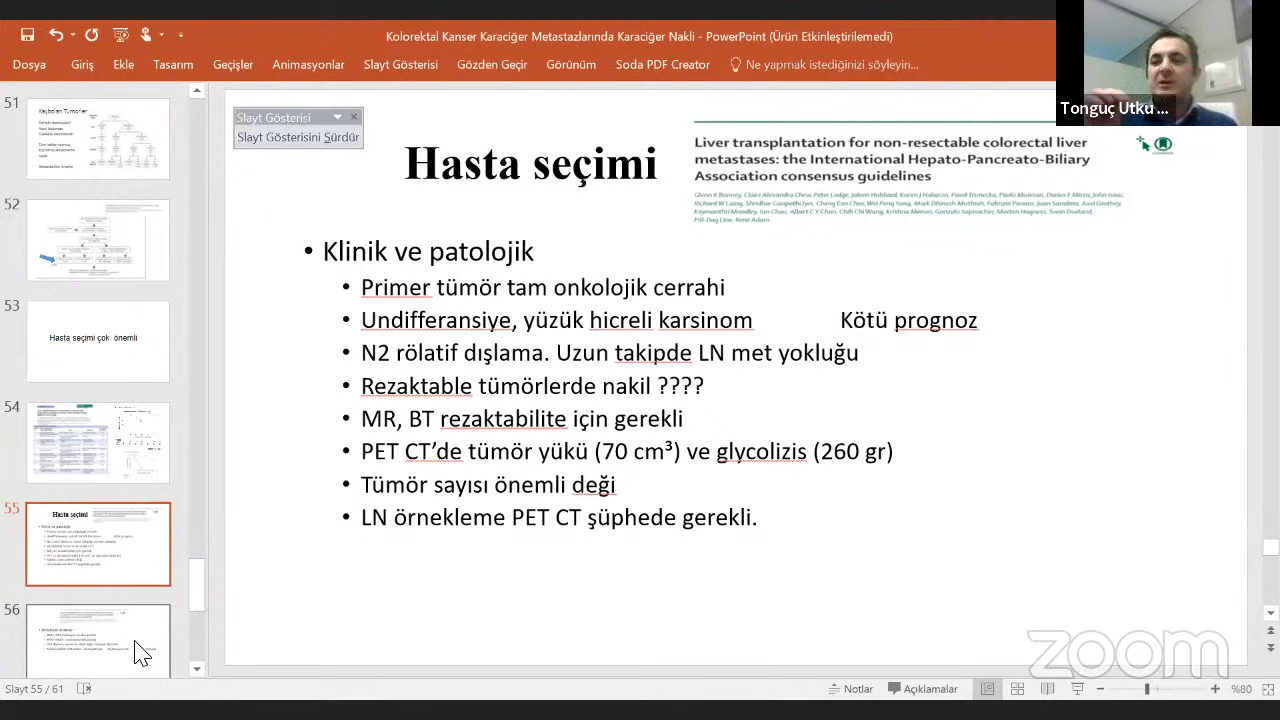 Kolorektal Kanser Karaciğer Metastazlarında Karaciğer Nakli - PowerPoint (Ürün Etkinleştirilemedi)
Dosya Giriş Ekle Tasarım Geçişler Animasyonlar Slayt Gösterisi Gözden Geçir Görünüm Soda PDF Creator Ne yapmak istediğinizi söyleyin...
Tonguç Utku ...
51
Kaybolan Tümörler
52
53
Hasta seçimi çok önemli
54
55
Hasta seçimi
56
Slayt Gösterisi
Slayt Gösterisini Sürdür
Hasta seçimi
Liver transplantation for non-resectable colorectal liver
metastases: the International Hepato-Pancreato-Biliary
Association consensus guidelines
• Klinik ve patolojik
• Primer tümör tam onkolojik cerrahi
• Undifferansiye, yüzük hicreli karsinom Kötü prognoz
• N2 rölatif dışlama. Uzun takipde LN met yokluğu
• Rezaktable tümörlerde nakil ????
• MR, BT rezaktebilite için gerekli
• PET CT’de tümör yükü (70 cm³) ve glycolizis (260 gr)
• Tümör sayısı önemli deği
• LN örnekleme PET CT şüphede gerekli.
zoom
Slayt 55 / 61 Notlar Açıklamalar %80